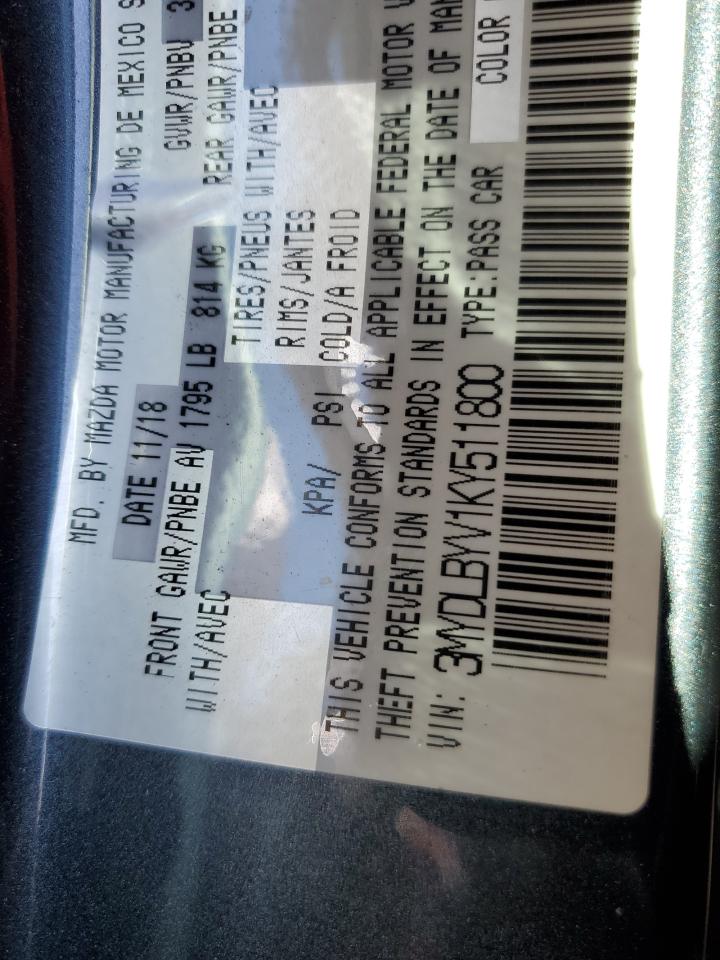 MFD. BY MAZDA MOTOR MANUFACTURING DE MEXICO S
DATE 11/18 GVWR/PNBV 3
FRONT GAWR/PNBE AV 1795 LB 814 KG REAR GAWR/PNBE
WITH/AVEC TIRES/PNEUS WITH/AVEC
RIMS/JANTES
KPA/ PSI COLD/A FROID
THIS VEHICLE CONFORMS TO ALL APPLICABLE FEDERAL MOTOR V
THEFT PREVENTION STANDARDS IN EFFECT ON THE DATE OF MAN
VIN: 3MYDLBYV1KY511800 TYPE:PASS CAR COLOR